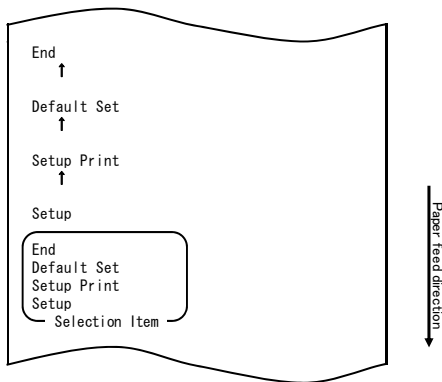 End
Default Set
Setup Print
Setup
End
Default Set
Setup Print
Setup
Selection Item
Paper feed direction